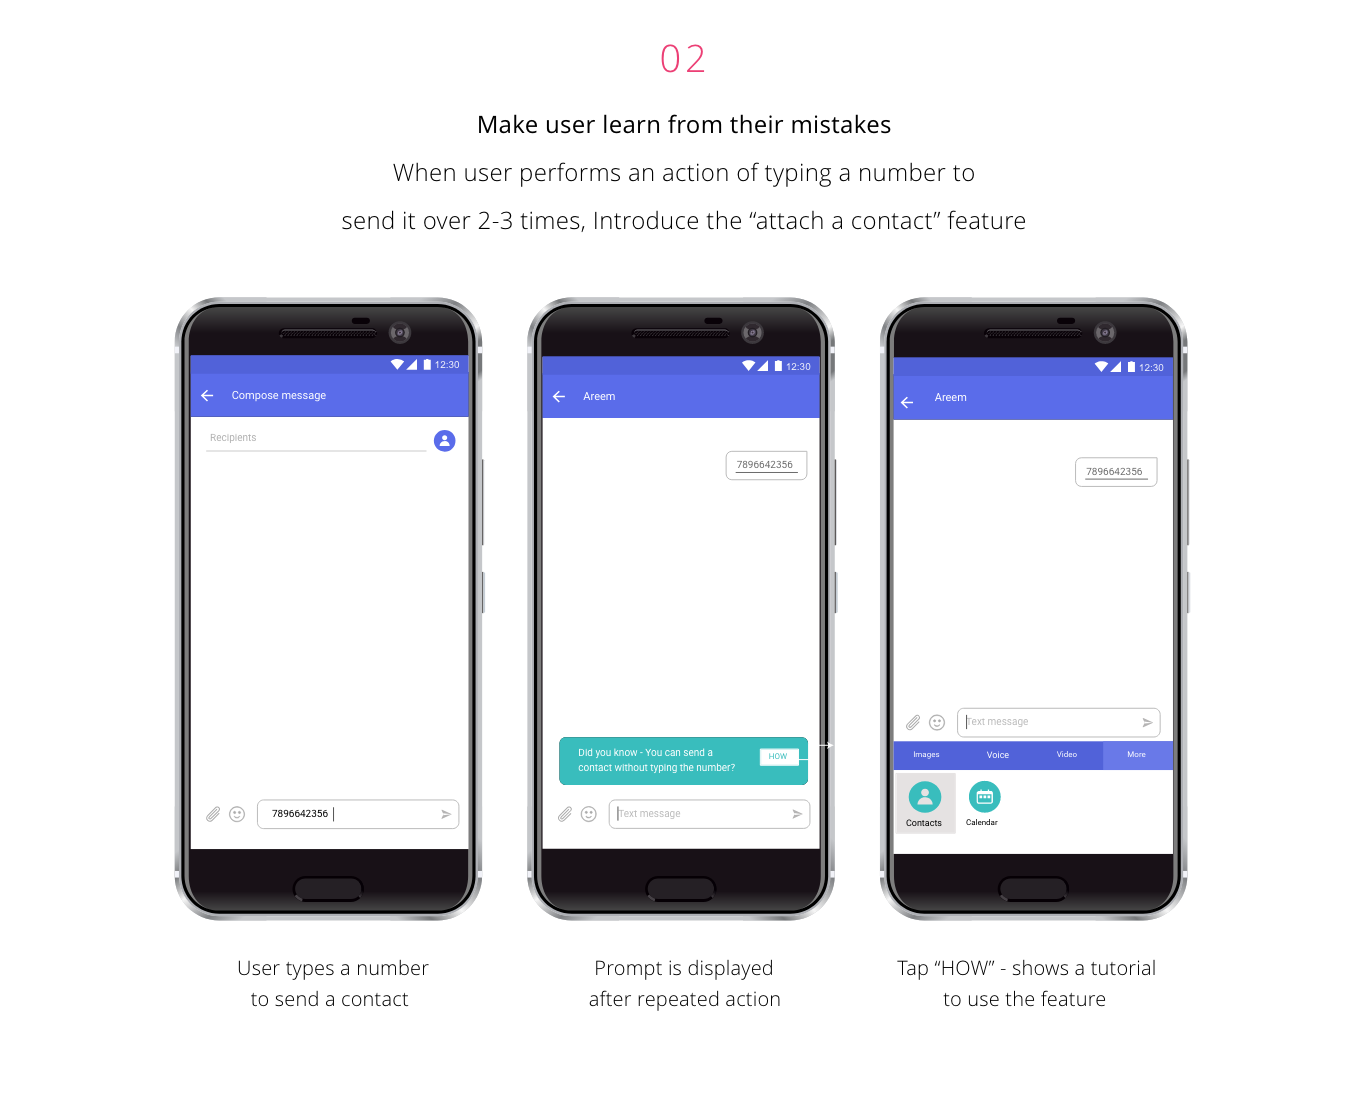 02
Make user learn from their mistakes
When user performs an action of typing a number to
send it over 2-3 times, Introduce the “attach a contact” feature
12:30
Compose message
Recipients
7896642356
12:30
Areem
7896642356
Did you know - You can send a
contact without typing the number?
HOW
Text message
12:30
Areem
7896642356
Text message
Images Voice Video More
Contacts Calendar
User types a number
to send a contact
Prompt is displayed
after repeated action
Tap “HOW” - shows a tutorial
to use the feature